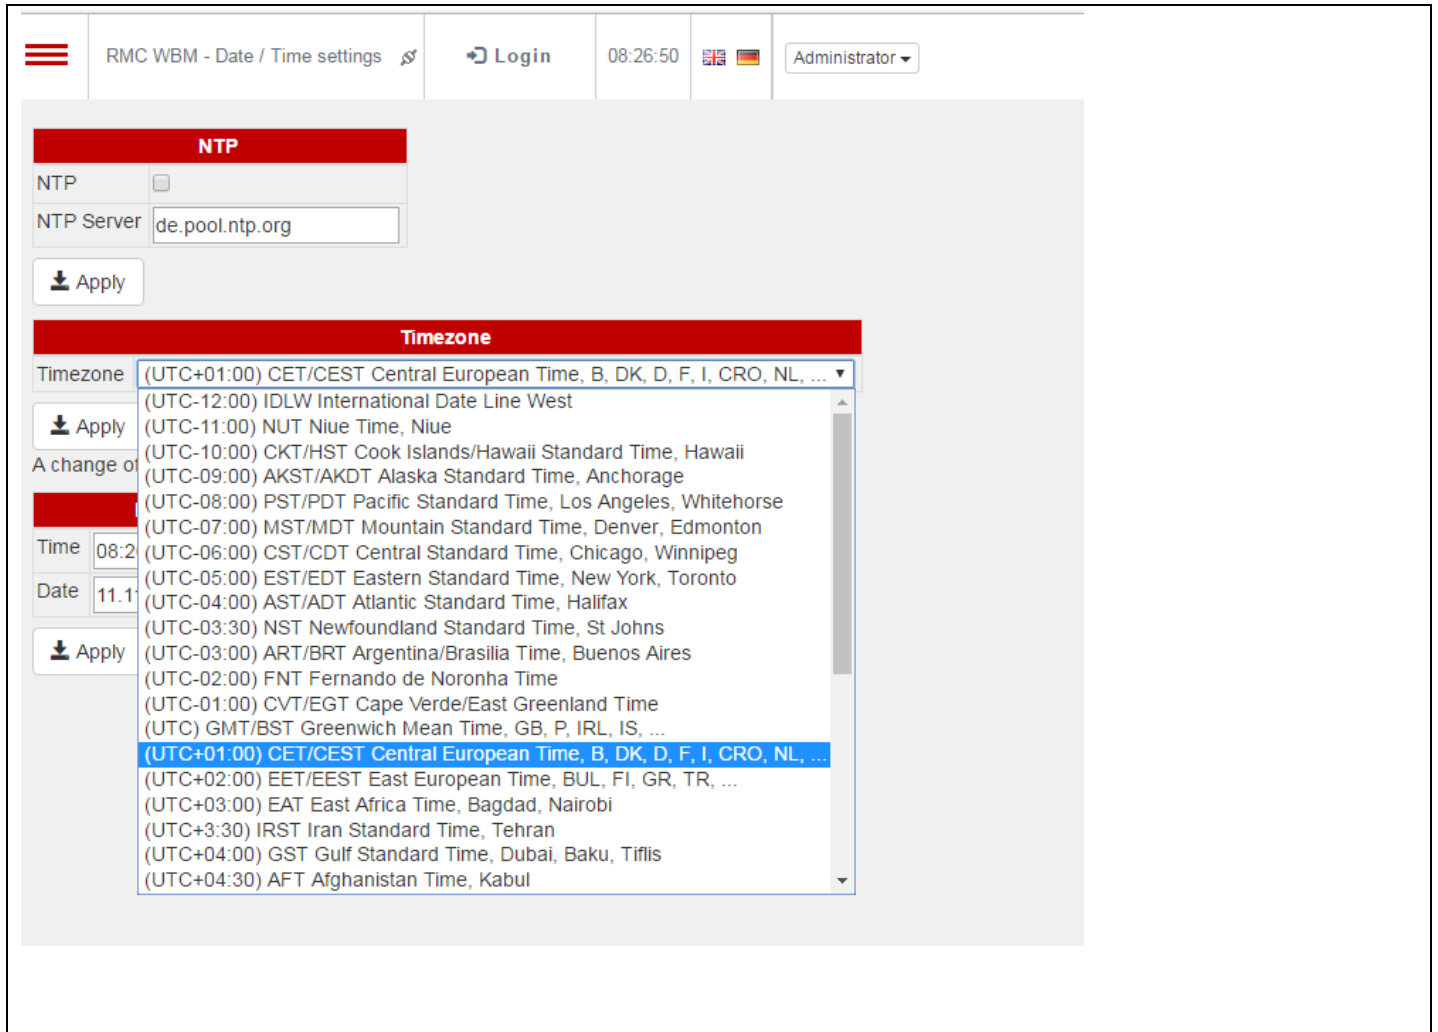 RMC WBM - Date / Time settings Login 08:26:50 Administrator
NTP
NTP
NTP Server de.pool.ntp.org
Apply
Timezone
Timezone (UTC+01:00) CET/CEST Central European Time, B, DK, D, F, I, CRO, NL, ...
(UTC-12:00) IDLW International Date Line West
(UTC-11:00) NUT Niue Time, Niue
Apply
(UTC-10:00) CKT/HST Cook Islands/Hawaii Standard Time, Hawaii
A change of
(UTC-09:00) AKST/AKDT Alaska Standard Time, Anchorage
(UTC-08:00) PST/PDT Pacific Standard Time, Los Angeles, Whitehorse
(UTC-07:00) MST/MDT Mountain Standard Time, Denver, Edmonton
Time 08:2
(UTC-06:00) CST/CDT Central Standard Time, Chicago, Winnipeg
(UTC-05:00) EST/EDT Eastern Standard Time, New York, Toronto
Date 11.1
(UTC-04:00) AST/ADT Atlantic Standard Time, Halifax
(UTC-03:30) NST Newfoundland Standard Time, St Johns
Apply
(UTC-03:00) ART/BRT Argentina/Brasilia Time, Buenos Aires
(UTC-02:00) FNT Fernando de Noronha Time
(UTC-01:00) CVT/EGT Cape Verde/East Greenland Time
(UTC) GMT/BST Greenwich Mean Time, GB, P, IRL, IS, ...
(UTC+01:00) CET/CEST Central European Time, B, DK, D, F, I, CRO, NL, ...
(UTC+02:00) EET/EEST East European Time, BUL, FI, GR, TR, ...
(UTC+03:00) EAT East Africa Time, Bagdad, Nairobi
(UTC+3:30) IRST Iran Standard Time, Tehran
(UTC+04:00) GST Gulf Standard Time, Dubai, Baku, Tiflis
(UTC+04:30) AFT Afghanistan Time, Kabul